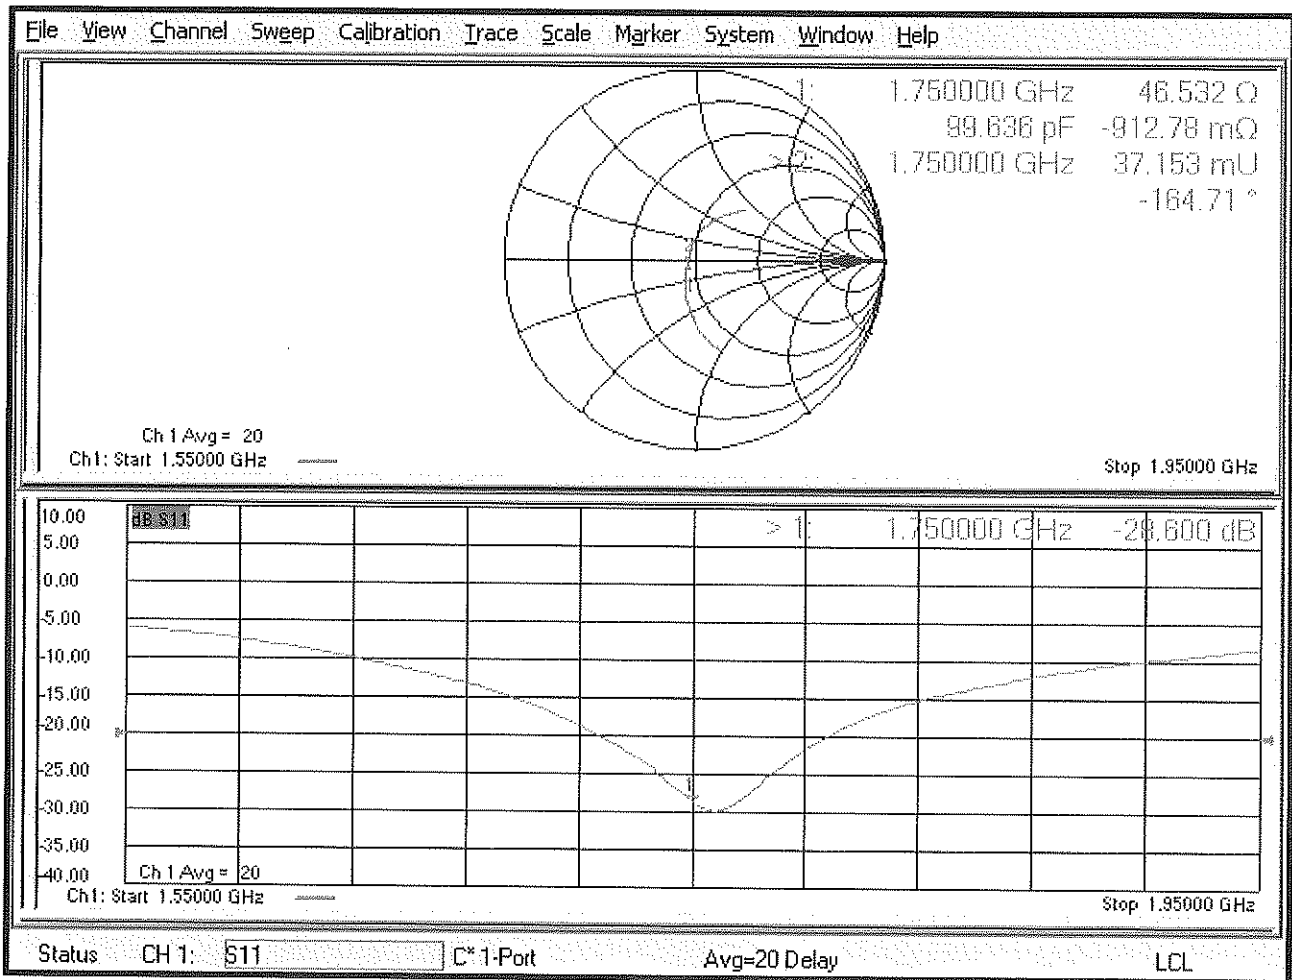 File View Channel Sweep Calibration Trace Scale Marker System Window Help
1: 1.750000 GHz 46.532 Ω
99.636 pF -912.78 mΩ
> 2: 1.750000 GHz 37.153 mU
-164.71 °
Ch 1 Avg = 20
Ch1: Start 1.55000 GHz
Stop 1.95000 GHz
10.00 dB S11 > 1: 1.750000 GHz -28.600 dB
5.00
0.00
-5.00
-10.00
-15.00
-20.00
-25.00
1
-30.00
-35.00
-40.00 Ch 1 Avg = 20
Ch1: Start 1.55000 GHz
Stop 1.95000 GHz
Status CH 1: S11 C* 1-Port Avg=20 Delay LCL